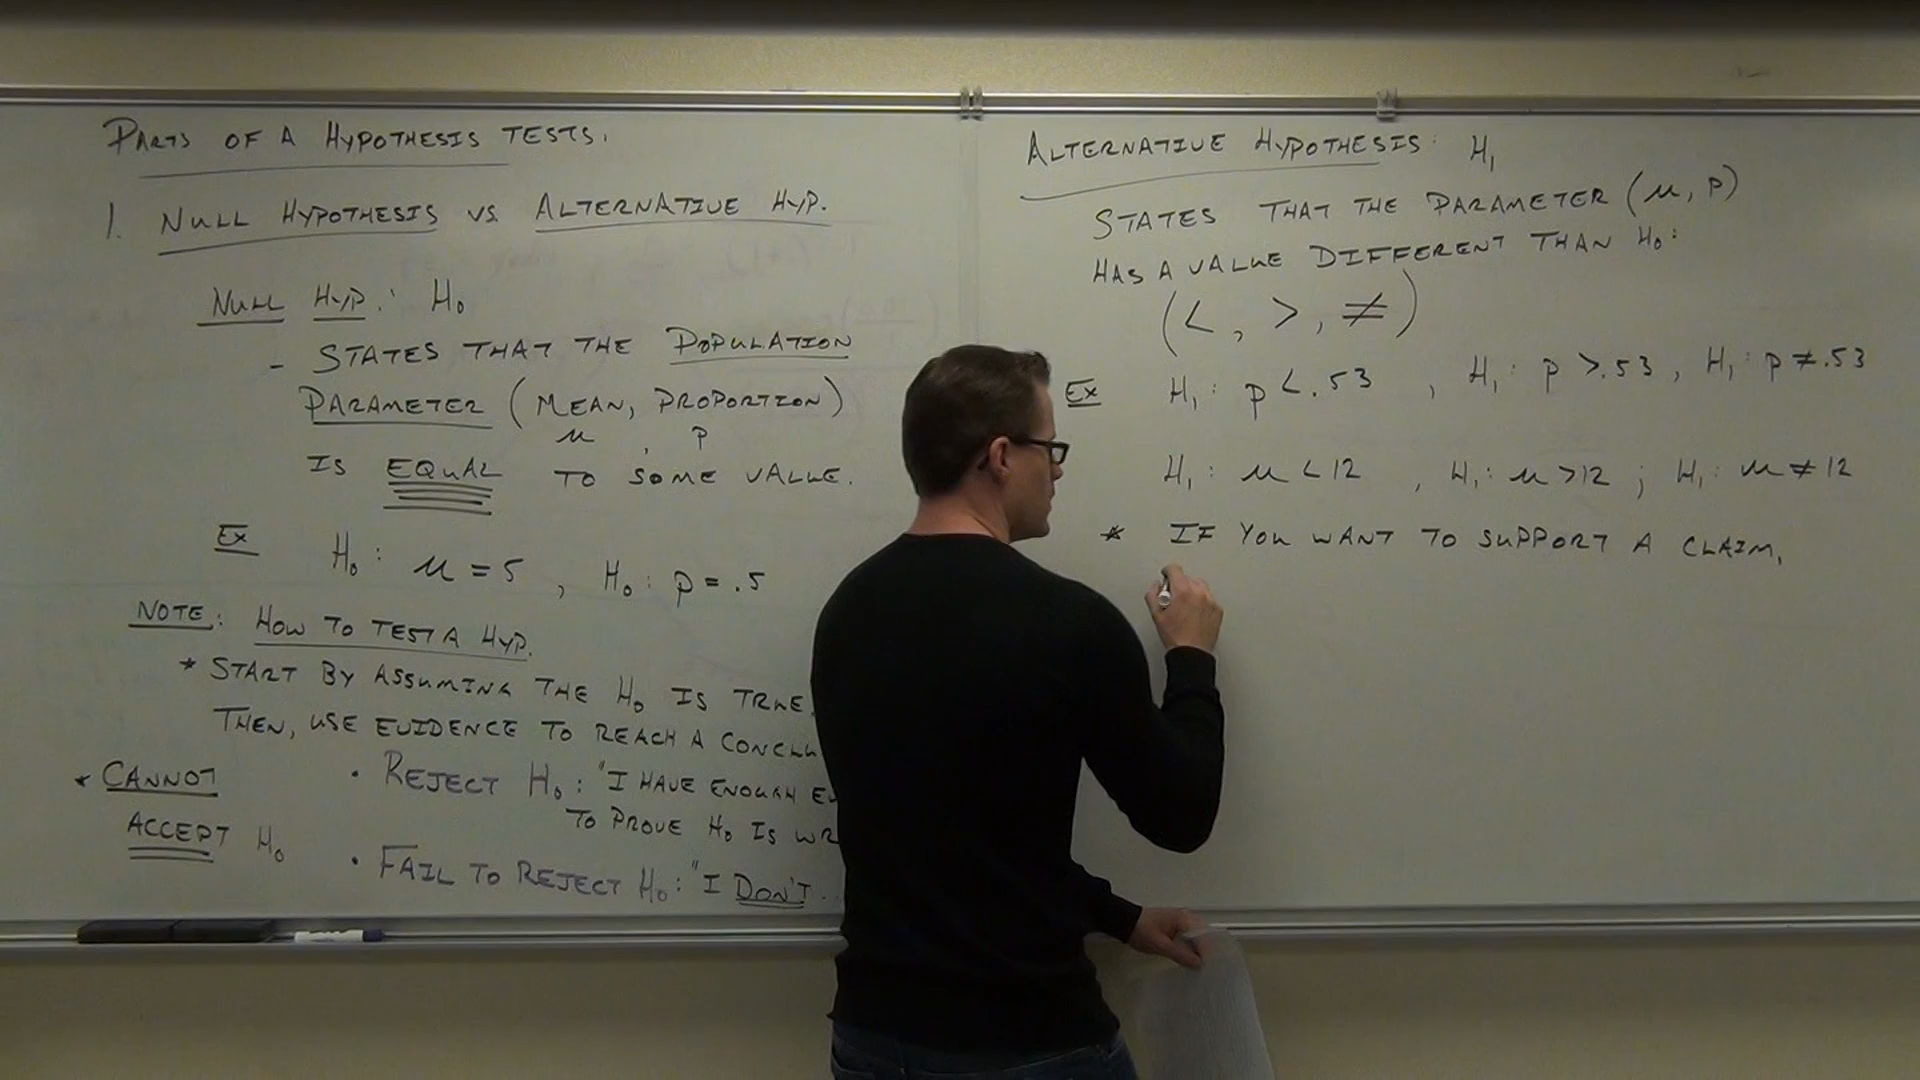 PARTS OF A HYPOTHESIS TESTS.
1. NULL HYPOTHESIS VS. ALTERNATIVE HYP.
NULL HYP.: H₀
- STATES THAT THE POPULATION
PARAMETER (MEAN, PROPORTION)
μ , p
IS EQUAL TO SOME VALUE.
EX H₀: μ = 5 , H₀: p = .5
NOTE: HOW TO TEST A HYP.
* START BY ASSUMING THE H₀ IS TRUE.
THEN, USE EVIDENCE TO REACH A CONCLU
* CANNOT
ACCEPT H₀
• REJECT H₀: "I HAVE ENOUGH E
TO PROVE H₀ IS WR
• FAIL TO REJECT H₀: "I DON'T...
ALTERNATIVE HYPOTHESIS: H₁
STATES THAT THE PARAMETER (μ, p)
HAS A VALUE DIFFERENT THAN H₀:
(<, >, ≠)
EX H₁: p < .53 , H₁: p > .53 , H₁: p ≠ .53
H₁: μ < 12 , H₁: μ > 12 ; H₁: μ ≠ 12
* IF YOU WANT TO SUPPORT A CLAIM,